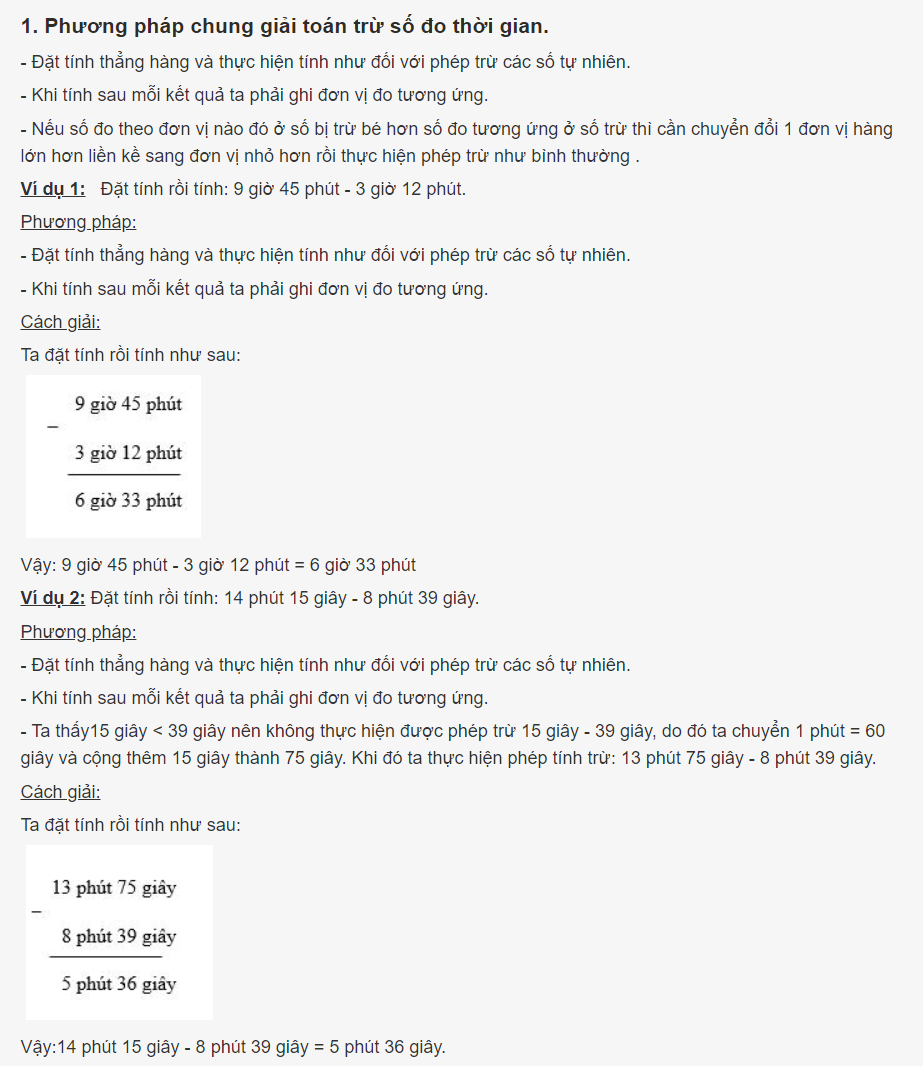 1. Phương pháp chung giải toán trừ số đo thời gian.
- Đặt tính thẳng hàng và thực hiện tính như đối với phép trừ các số tự nhiên.
- Khi tính sau mỗi kết quả ta phải ghi đơn vị đo tương ứng.
- Nếu số đo theo đơn vị nào đó ở số bị trừ bé hơn số đo tương ứng ở số trừ thì cần chuyển đổi 1 đơn vị hàng
lớn hơn liền kề sang đơn vị nhỏ hơn rồi thực hiện phép trừ như bình thường .
Ví dụ 1: Đặt tính rồi tính: 9 giờ 45 phút - 3 giờ 12 phút.
Phương pháp:
- Đặt tính thẳng hàng và thực hiện tính như đối với phép trừ các số tự nhiên.
- Khi tính sau mỗi kết quả ta phải ghi đơn vị đo tương ứng.
Cách giải:
Ta đặt tính rồi tính như sau:
9 giờ 45 phút
–
3 giờ 12 phút
6 giờ 33 phút
Vậy: 9 giờ 45 phút - 3 giờ 12 phút = 6 giờ 33 phút
Ví dụ 2: Đặt tính rồi tính: 14 phút 15 giây - 8 phút 39 giây.
Phương pháp:
- Đặt tính thẳng hàng và thực hiện tính như đối với phép trừ các số tự nhiên.
- Khi tính sau mỗi kết quả ta phải ghi đơn vị đo tương ứng.
- Ta thấy15 giây < 39 giây nên không thực hiện được phép trừ 15 giây - 39 giây, do đó ta chuyển 1 phút = 60
giây và cộng thêm 15 giây thành 75 giây. Khi đó ta thực hiện phép tính trừ: 13 phút 75 giây - 8 phút 39 giây.
Cách giải:
Ta đặt tính rồi tính như sau:
13 phút 75 giây
–
8 phút 39 giây
5 phút 36 giây
Vậy:14 phút 15 giây - 8 phút 39 giây = 5 phút 36 giây.